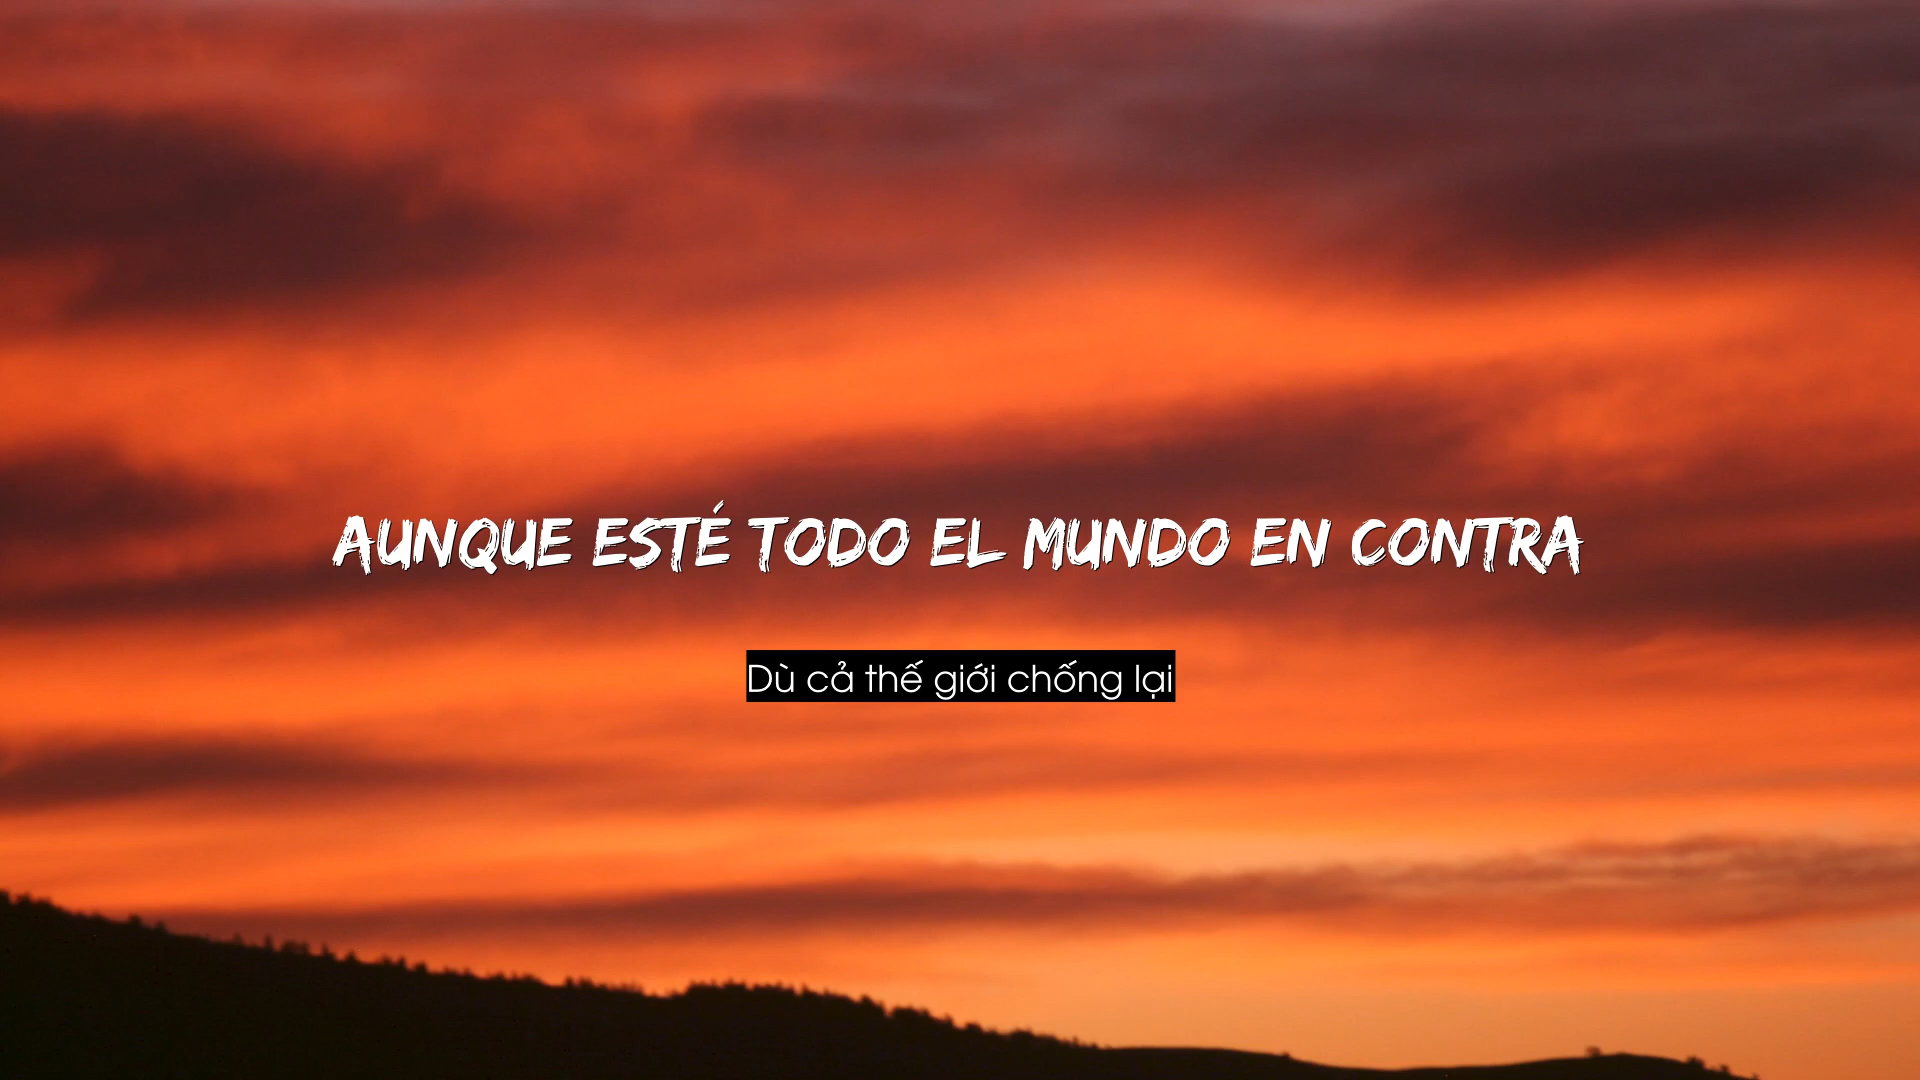 AUNQUE ESTÉ TODO EL MUNDO EN CONTRA
Dù cả thế giới chống lại